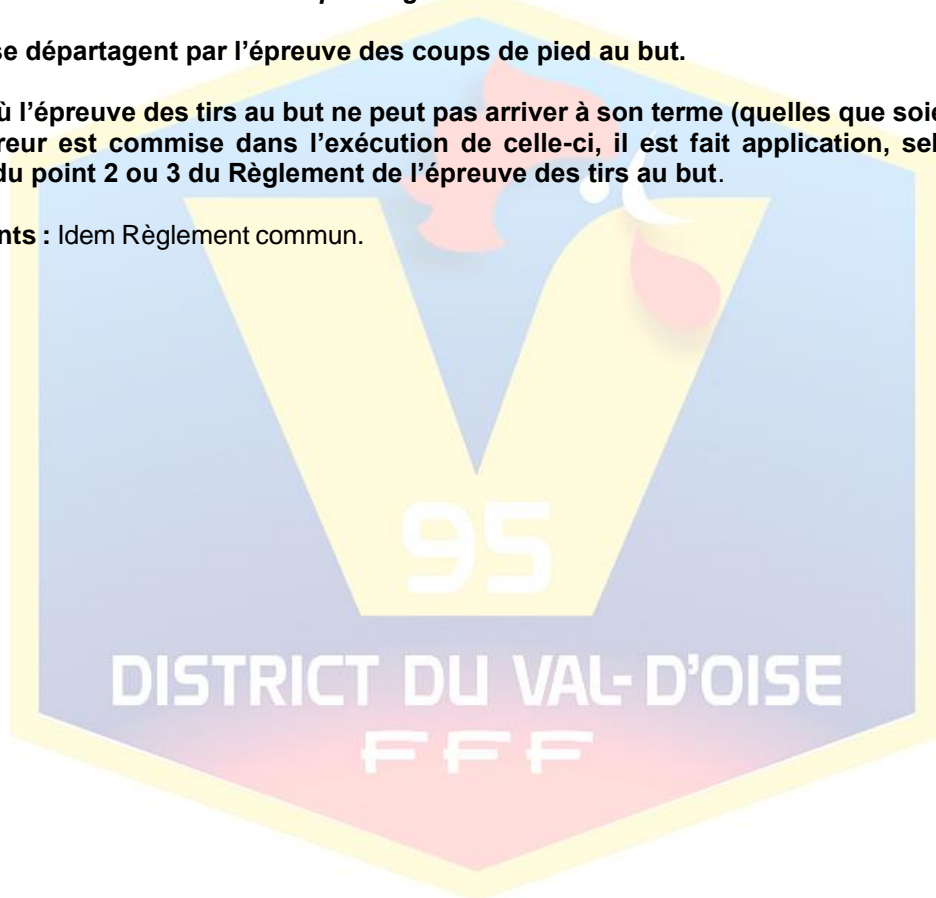 se départagent par l’épreuve des coups de pied au but.
ù l’épreuve des tirs au but ne peut pas arriver à son terme (quelles que soie
reur est commise dans l’exécution de celle-ci, il est fait application, sel
du point 2 ou 3 du Règlement de l’épreuve des tirs au but.
nts : Idem Règlement commun.
95
DISTRICT DU VAL-D'OISE
FFF